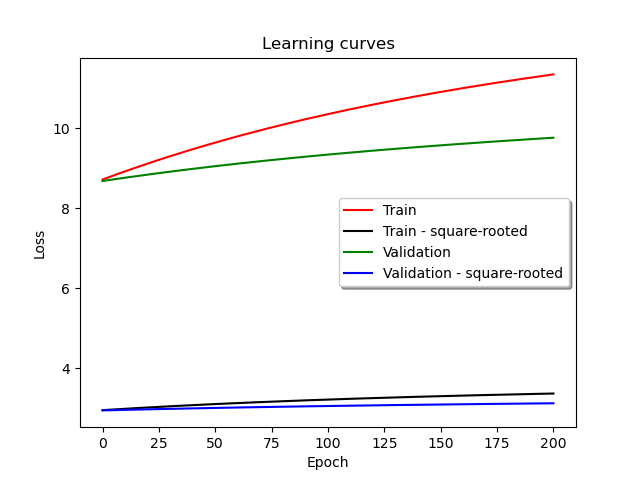 Learning curves
10
8
6
4
Loss
Train
Train - square-rooted
Validation
Validation - square-rooted
0 25 50 75 100 125 150 175 200
Epoch